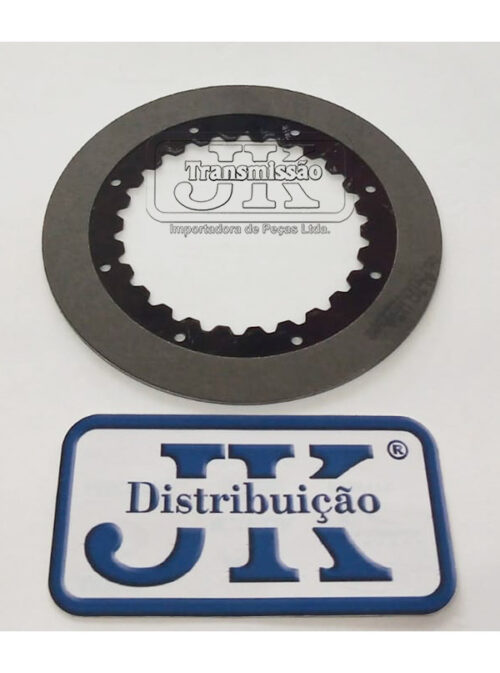 JK
Transmissão
Importadora de Peças Ltda.
JK®
Distribuição